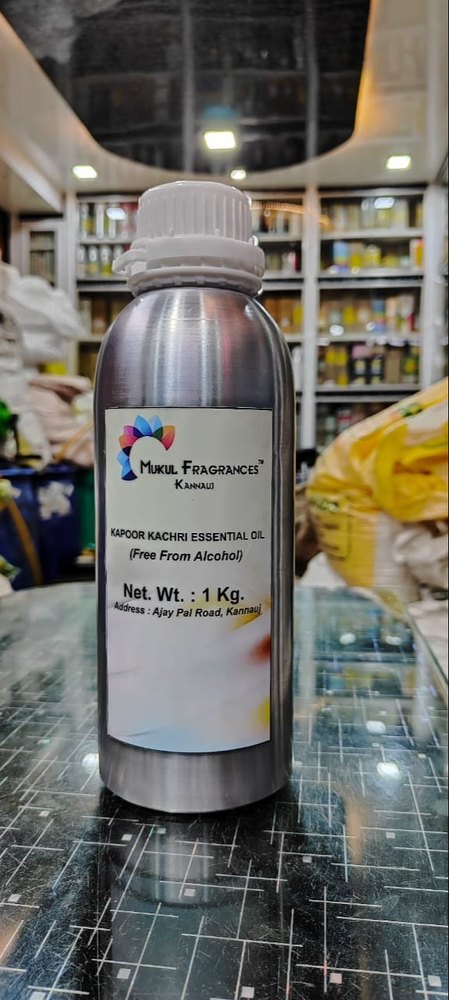 Mukul Fragrances™
Kannauj
KAPOOR KACHRI ESSENTIAL OIL
(Free From Alcohol)
Net. Wt. : 1 Kg.
Address : Ajay Pal Road, Kannauj